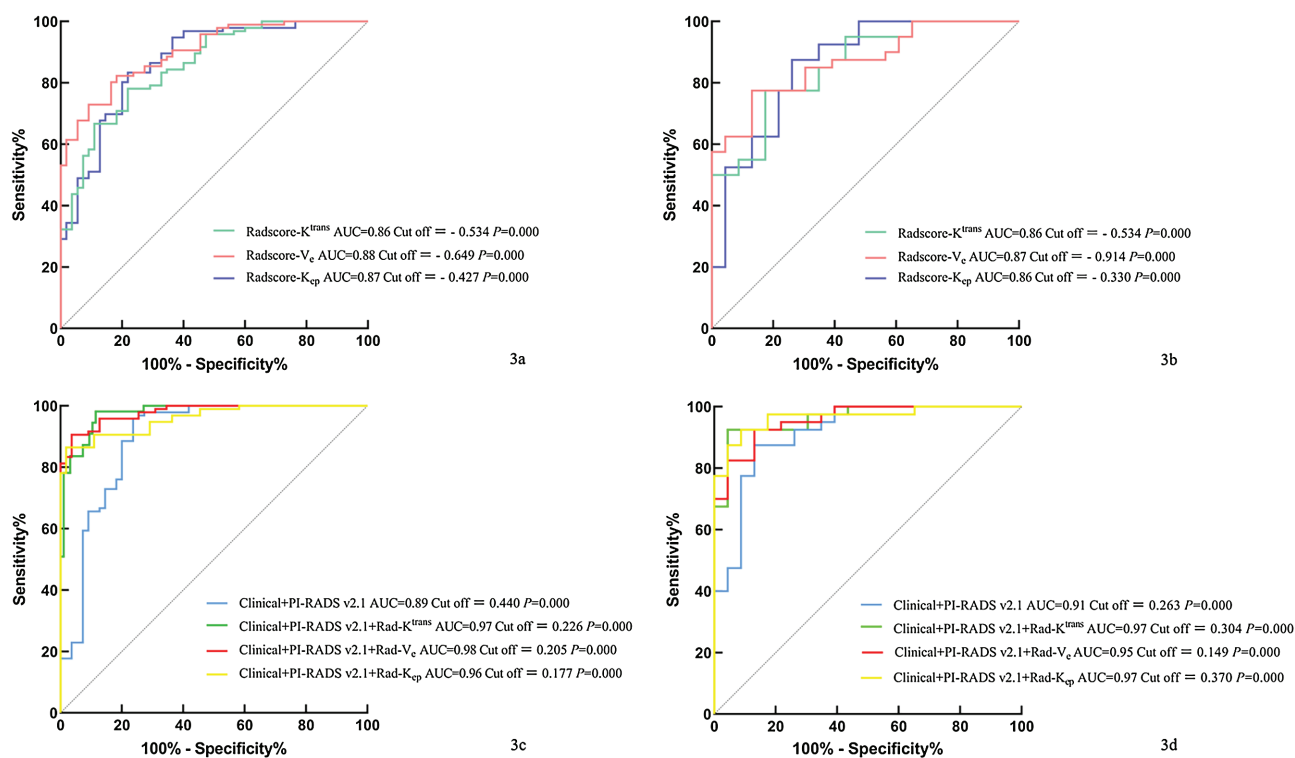 100
80
60
40
20
0
Sensitivity%
0 20 40 60 80 100
100% - Specificity%
Radscore-Kᵗʳᵃⁿˢ AUC=0.86 Cut off = - 0.534 P=0.000
Radscore-Vₑ AUC=0.88 Cut off = - 0.649 P=0.000
Radscore-Kₑₚ AUC=0.87 Cut off = - 0.427 P=0.000
3a
100
80
60
40
20
0
Sensitivity%
0 20 40 60 80 100
100% - Specificity%
Radscore-Kᵗʳᵃⁿˢ AUC=0.86 Cut off = - 0.534 P=0.000
Radscore-Vₑ AUC=0.87 Cut off = - 0.914 P=0.000
Radscore-Kₑₚ AUC=0.86 Cut off = - 0.330 P=0.000
3b
100
80
60
40
20
0
Sensitivity%
0 20 40 60 80 100
100% - Specificity%
Clinical+PI-RADS v2.1 AUC=0.89 Cut off = 0.440 P=0.000
Clinical+PI-RADS v2.1+Rad-Kᵗʳᵃⁿˢ AUC=0.97 Cut off = 0.226 P=0.000
Clinical+PI-RADS v2.1+Rad-Vₑ AUC=0.98 Cut off = 0.205 P=0.000
Clinical+PI-RADS v2.1+Rad-Kₑₚ AUC=0.96 Cut off = 0.177 P=0.000
3c
100
80
60
40
20
0
Sensitivity%
0 20 40 60 80 100
100% - Specificity%
Clinical+PI-RADS v2.1 AUC=0.91 Cut off = 0.263 P=0.000
Clinical+PI-RADS v2.1+Rad-Kᵗʳᵃⁿˢ AUC=0.97 Cut off = 0.304 P=0.000
Clinical+PI-RADS v2.1+Rad-Vₑ AUC=0.95 Cut off = 0.149 P=0.000
Clinical+PI-RADS v2.1+Rad-Kₑₚ AUC=0.97 Cut off = 0.370 P=0.000
3d